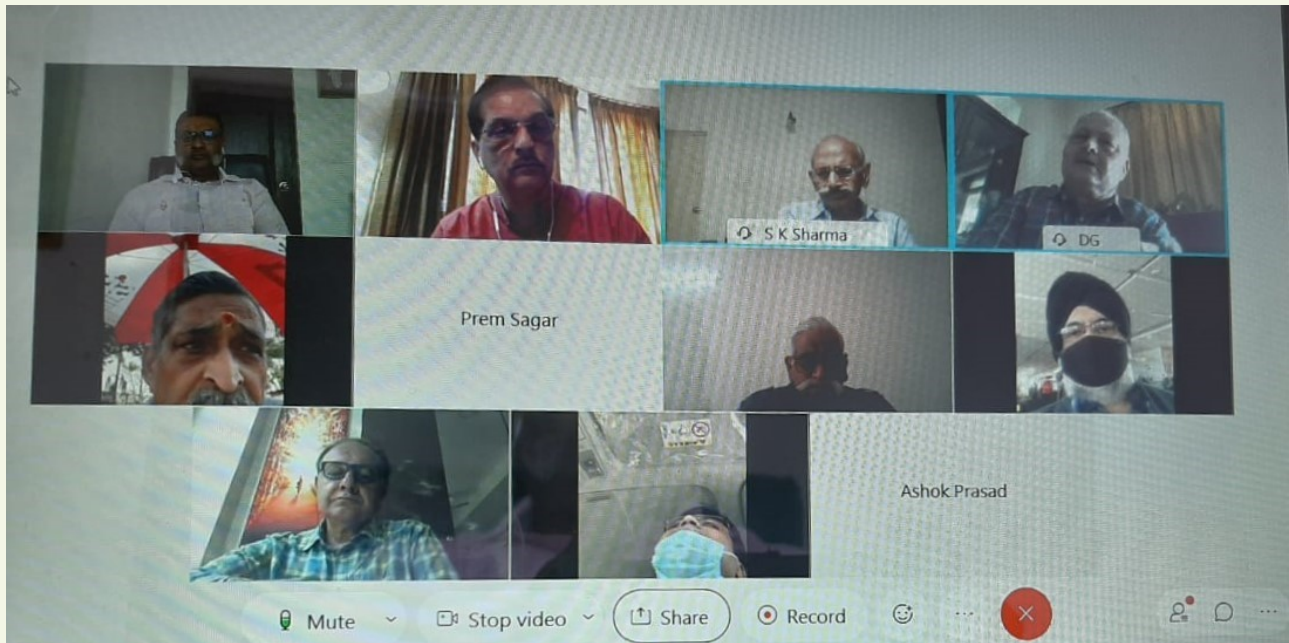 S K Sharma
DG
Prem Sagar
Ashok Prasad
Mute
Stop video
Share
Record